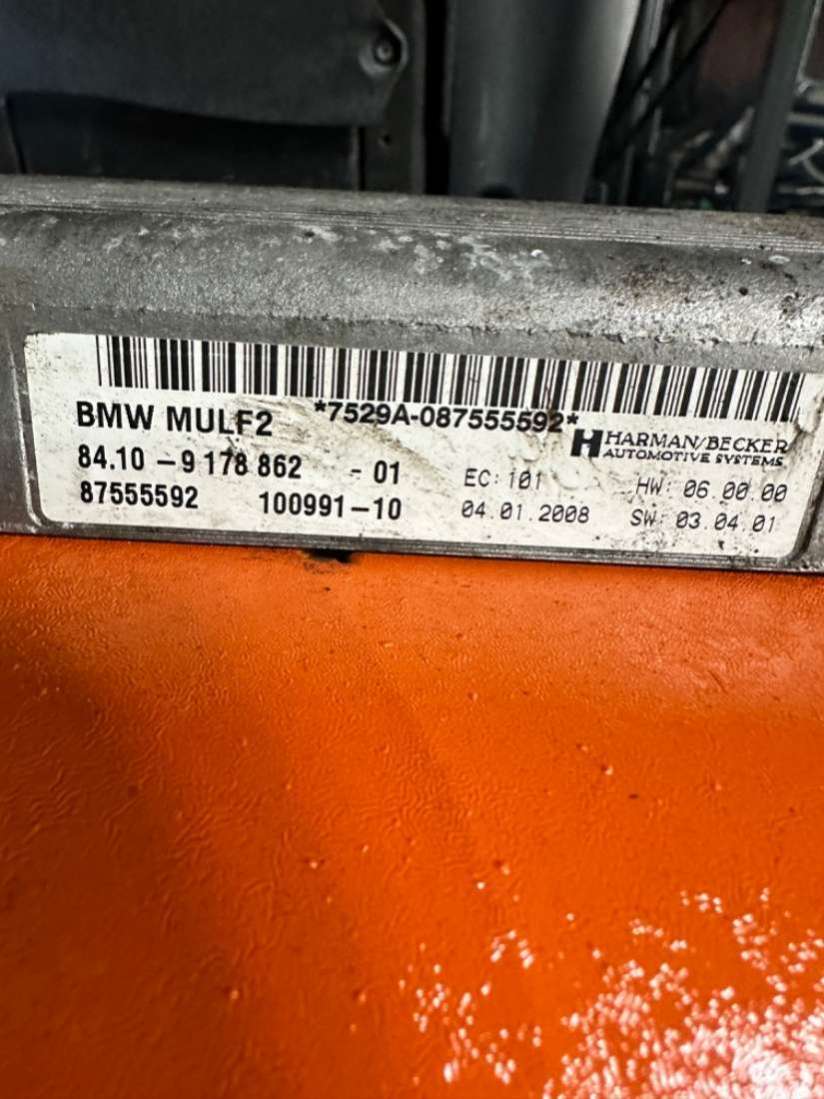 BMW MULF2 *7529A-087555592*
HARMAN/BECKER
AUTOMOTIVE SYSTEMS
84.10 - 9 178 862 - 01 EC: 101 HW: 06.00.00
87555592 100991-10 04.01.2008 SW: 03.04.01